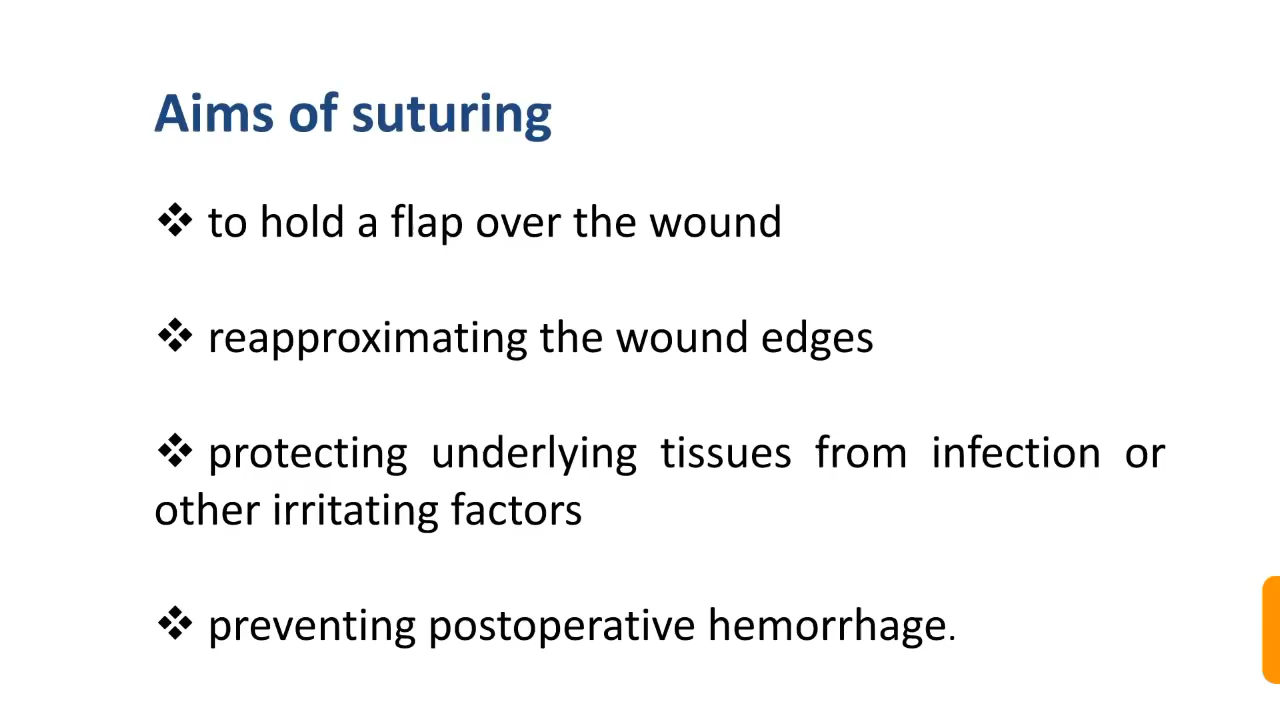 Aims of suturing
❖ to hold a flap over the wound
❖ reapproximating the wound edges
❖ protecting underlying tissues from infection or
other irritating factors
❖ preventing postoperative hemorrhage.